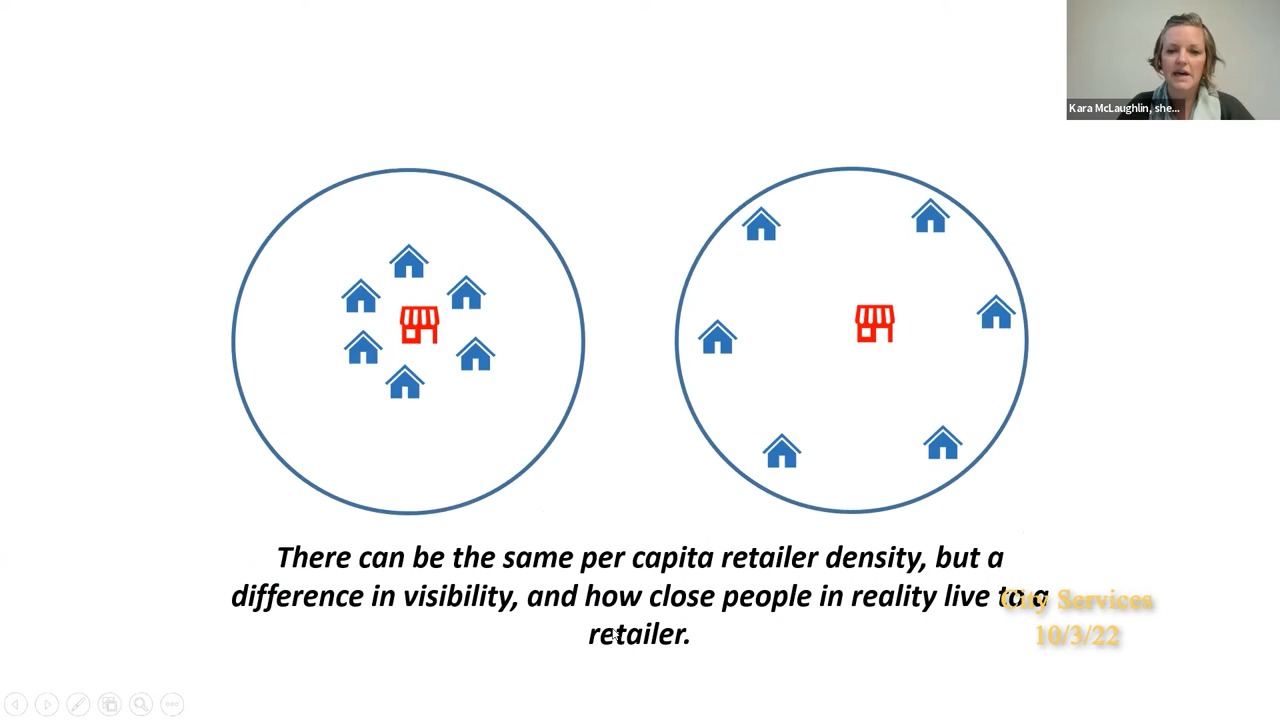 Kara McLaughlin, she...
There can be the same per capita retailer density, but a
difference in visibility, and how close people in reality live to a
retailer.
City Services
10/3/22